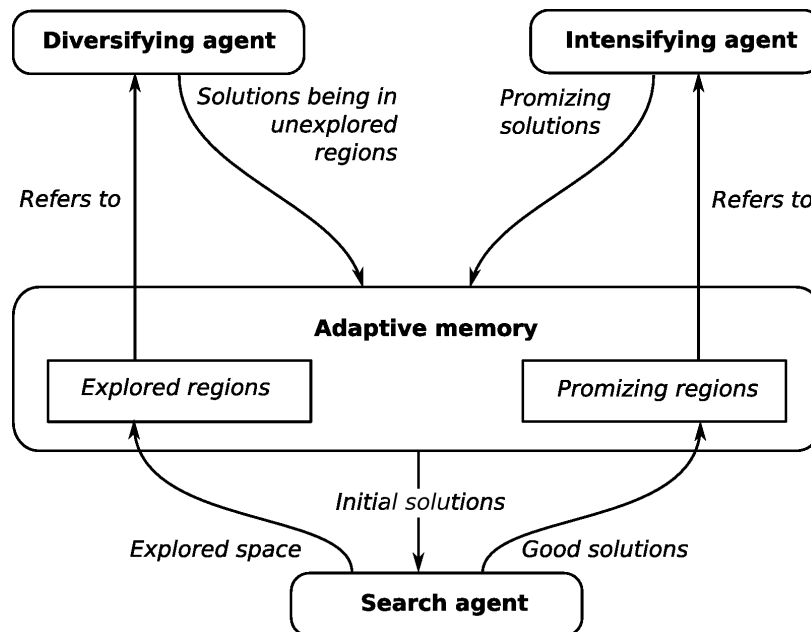 Diversifying agent
Intensifying agent
Solutions being in
unexplored
regions
Promizing
solutions
Refers to
Refers to
Adaptive memory
Explored regions
Promizing regions
Initial solutions
Explored space
Good solutions
Search agent